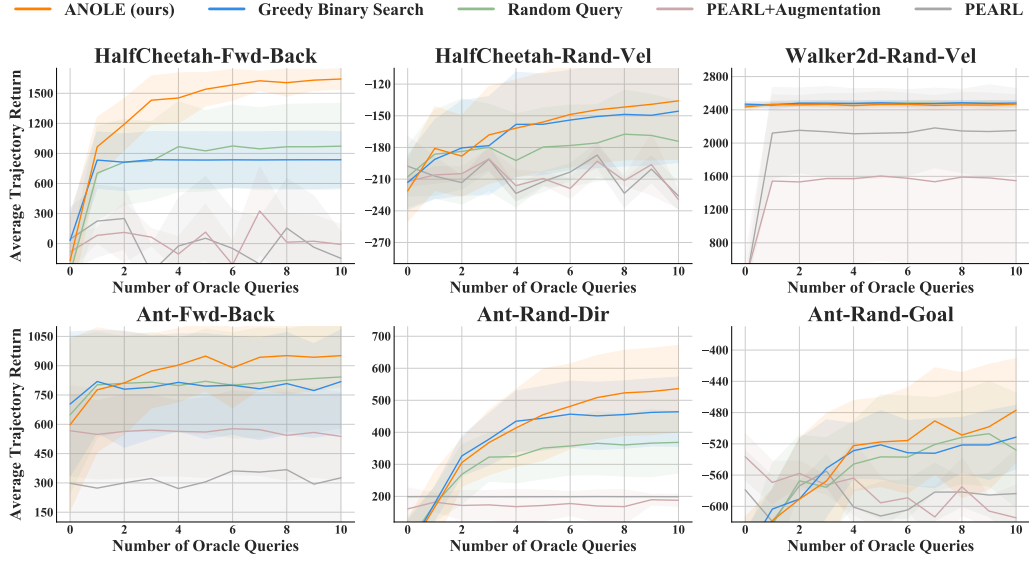 ANOLE (ours) Greedy Binary Search Random Query PEARL+Augmentation PEARL
HalfCheetah-Fwd-Back
Average Trajectory Return
1500
1200
900
600
300
0
0 2 4 6 8 10
Number of Oracle Queries
HalfCheetah-Rand-Vel
−120
−150
−180
−210
−240
−270
0 2 4 6 8 10
Number of Oracle Queries
Walker2d-Rand-Vel
2800
2400
2000
1600
1200
800
0 2 4 6 8 10
Number of Oracle Queries
Ant-Fwd-Back
Average Trajectory Return
1050
900
750
600
450
300
150
0 2 4 6 8 10
Number of Oracle Queries
Ant-Rand-Dir
700
600
500
400
300
200
0 2 4 6 8 10
Number of Oracle Queries
Ant-Rand-Goal
−400
−440
−480
−520
−560
−600
0 2 4 6 8 10
Number of Oracle Queries